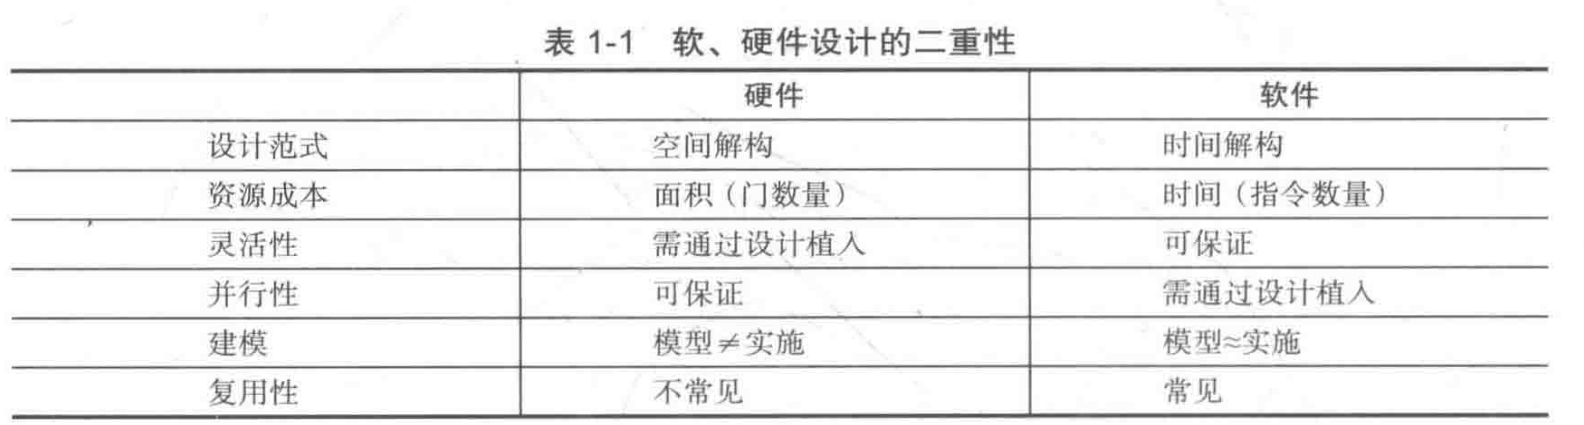 表 1-1 软、硬件设计的二重性
硬件 软件
设计范式 空间解构 时间解构
资源成本 面积（门数量） 时间（指令数量）
灵活性 需通过设计植入 可保证
并行性 可保证 需通过设计植入
建模 模型≠实施 模型≈实施
复用性 不常见 常见